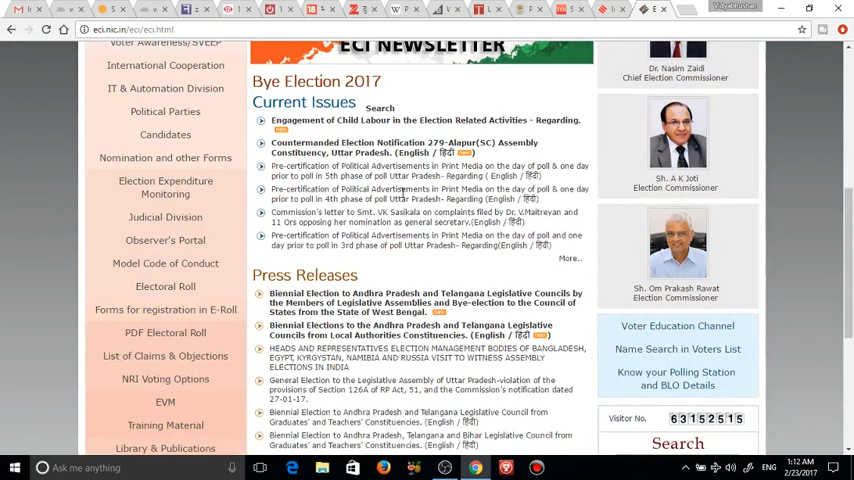 Vidyabhushan
eci.nic.in/eci/eci.html
ECI NEWSLETTER
Voter Awareness/SVEEP
International Cooperation
IT & Automation Division
Political Parties
Candidates
Nomination and other Forms
Election Expenditure
Monitoring
Judicial Division
Observer's Portal
Model Code of Conduct
Electoral Roll
Forms for registration in E-Roll
PDF Electoral Roll
List of Claims & Objections
NRI Voting Options
EVM
Training Material
Library & Publications
Bye Election 2017
Current Issues
Search
Engagement of Child Labour in the Election Related Activities - Regarding.
new
Countermanded Election Notification 279-Alapur(SC) Assembly
Constituency, Uttar Pradesh. (English / हिंदी new)
Pre-certification of Political Advertisements in Print Media on the day of poll & one day
prior to poll in 5th phase of poll Uttar Pradesh- Regarding ( English / हिंदी)
Pre-certification of Political Advertisements in Print Media on the day of poll & one day
prior to poll in 4th phase of poll Uttar Pradesh- Regarding (English / हिंदी)
Commission's letter to Smt. VK Sasikala on complaints filed by Dr. V.Maitreyan and
11 Ors opposing her nomination as general secretary.(English / हिंदी)
Pre-certification of Political Advertisements in Print Media on the day of poll and one
day prior to poll in 3rd phase of poll Uttar Pradesh- Regarding(English / हिंदी)
More..
Press Releases
Biennial Election to Andhra Pradesh and Telangana Legislative Councils by
the Members of Legislative Assemblies and Bye-election to the Council of
States from the State of West Bengal. new
Biennial Elections to the Andhra Pradesh and Telangana Legislative
Councils from Local Authorities Constituencies. (English / हिंदी new)
HEADS AND REPRESENTATIVES ELECTION MANAGEMENT BODIES OF BANGLADESH,
EGYPT, KYRGYSTAN, NAMIBIA AND RUSSIA VISIT TO WITNESS ASSEMBLY
ELECTIONS IN INDIA
General Election to the Legislative Assembly of Uttar Pradesh-violation of the
provisions of Section 126A of RP Act, 51, and the Commission's notification dated
27-01-17.
Biennial Election to Andhra Pradesh and Telangana Legislative Council from
Graduates' and Teachers' Constituencies. (English / हिंदी)
Biennial Election to Andhra Pradesh, Telangana and Bihar Legislative Council from
Graduates' and Teachers' Constituencies. (English / हिंदी)
Dr. Nasim Zaidi
Chief Election Commissioner
Sh. A K Joti
Election Commissioner
Sh. Om Prakash Rawat
Election Commissioner
Voter Education Channel
Name Search in Voters List
Know your Polling Station
and BLO Details
Visitor No. 63152515
Search
Ask me anything
ENG
1:12 AM
2/23/2017